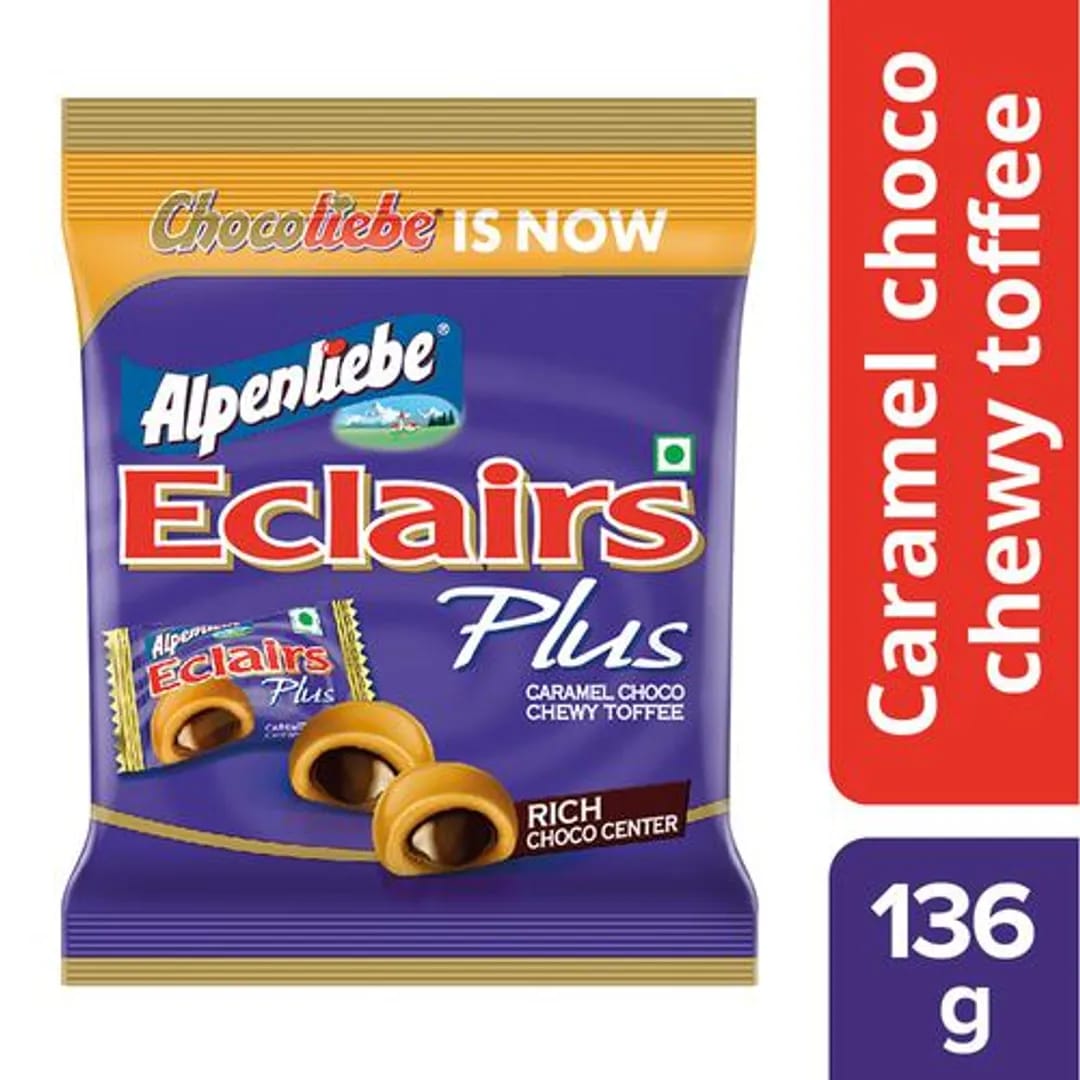 Chocoliebe IS NOW
Alpenliebe®
Eclairs
Plus
CARAMEL CHOCO
CHEWY TOFFEE
Eclairs
Plus
RICH
CHOCO CENTER
Caramel choco
chewy toffee
136
g